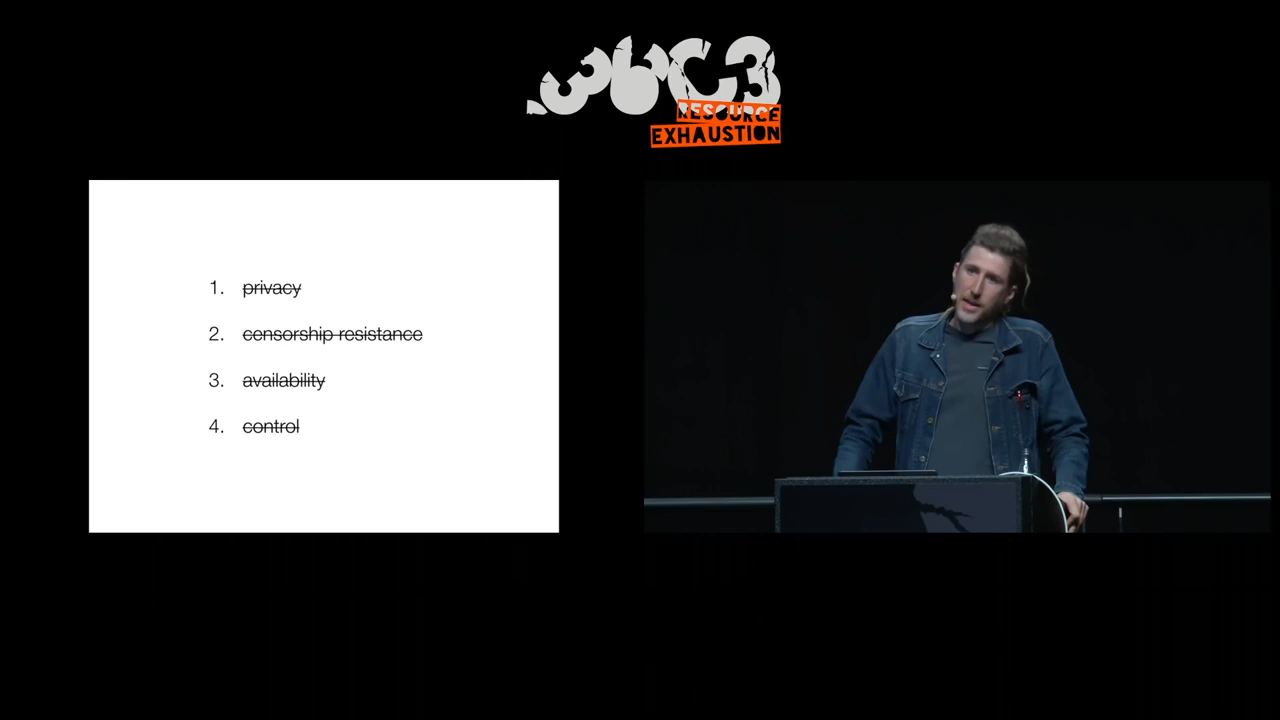 36C3
RESOURCE
EXHAUSTION
1. privacy
2. censorship resistance
3. availability
4. control